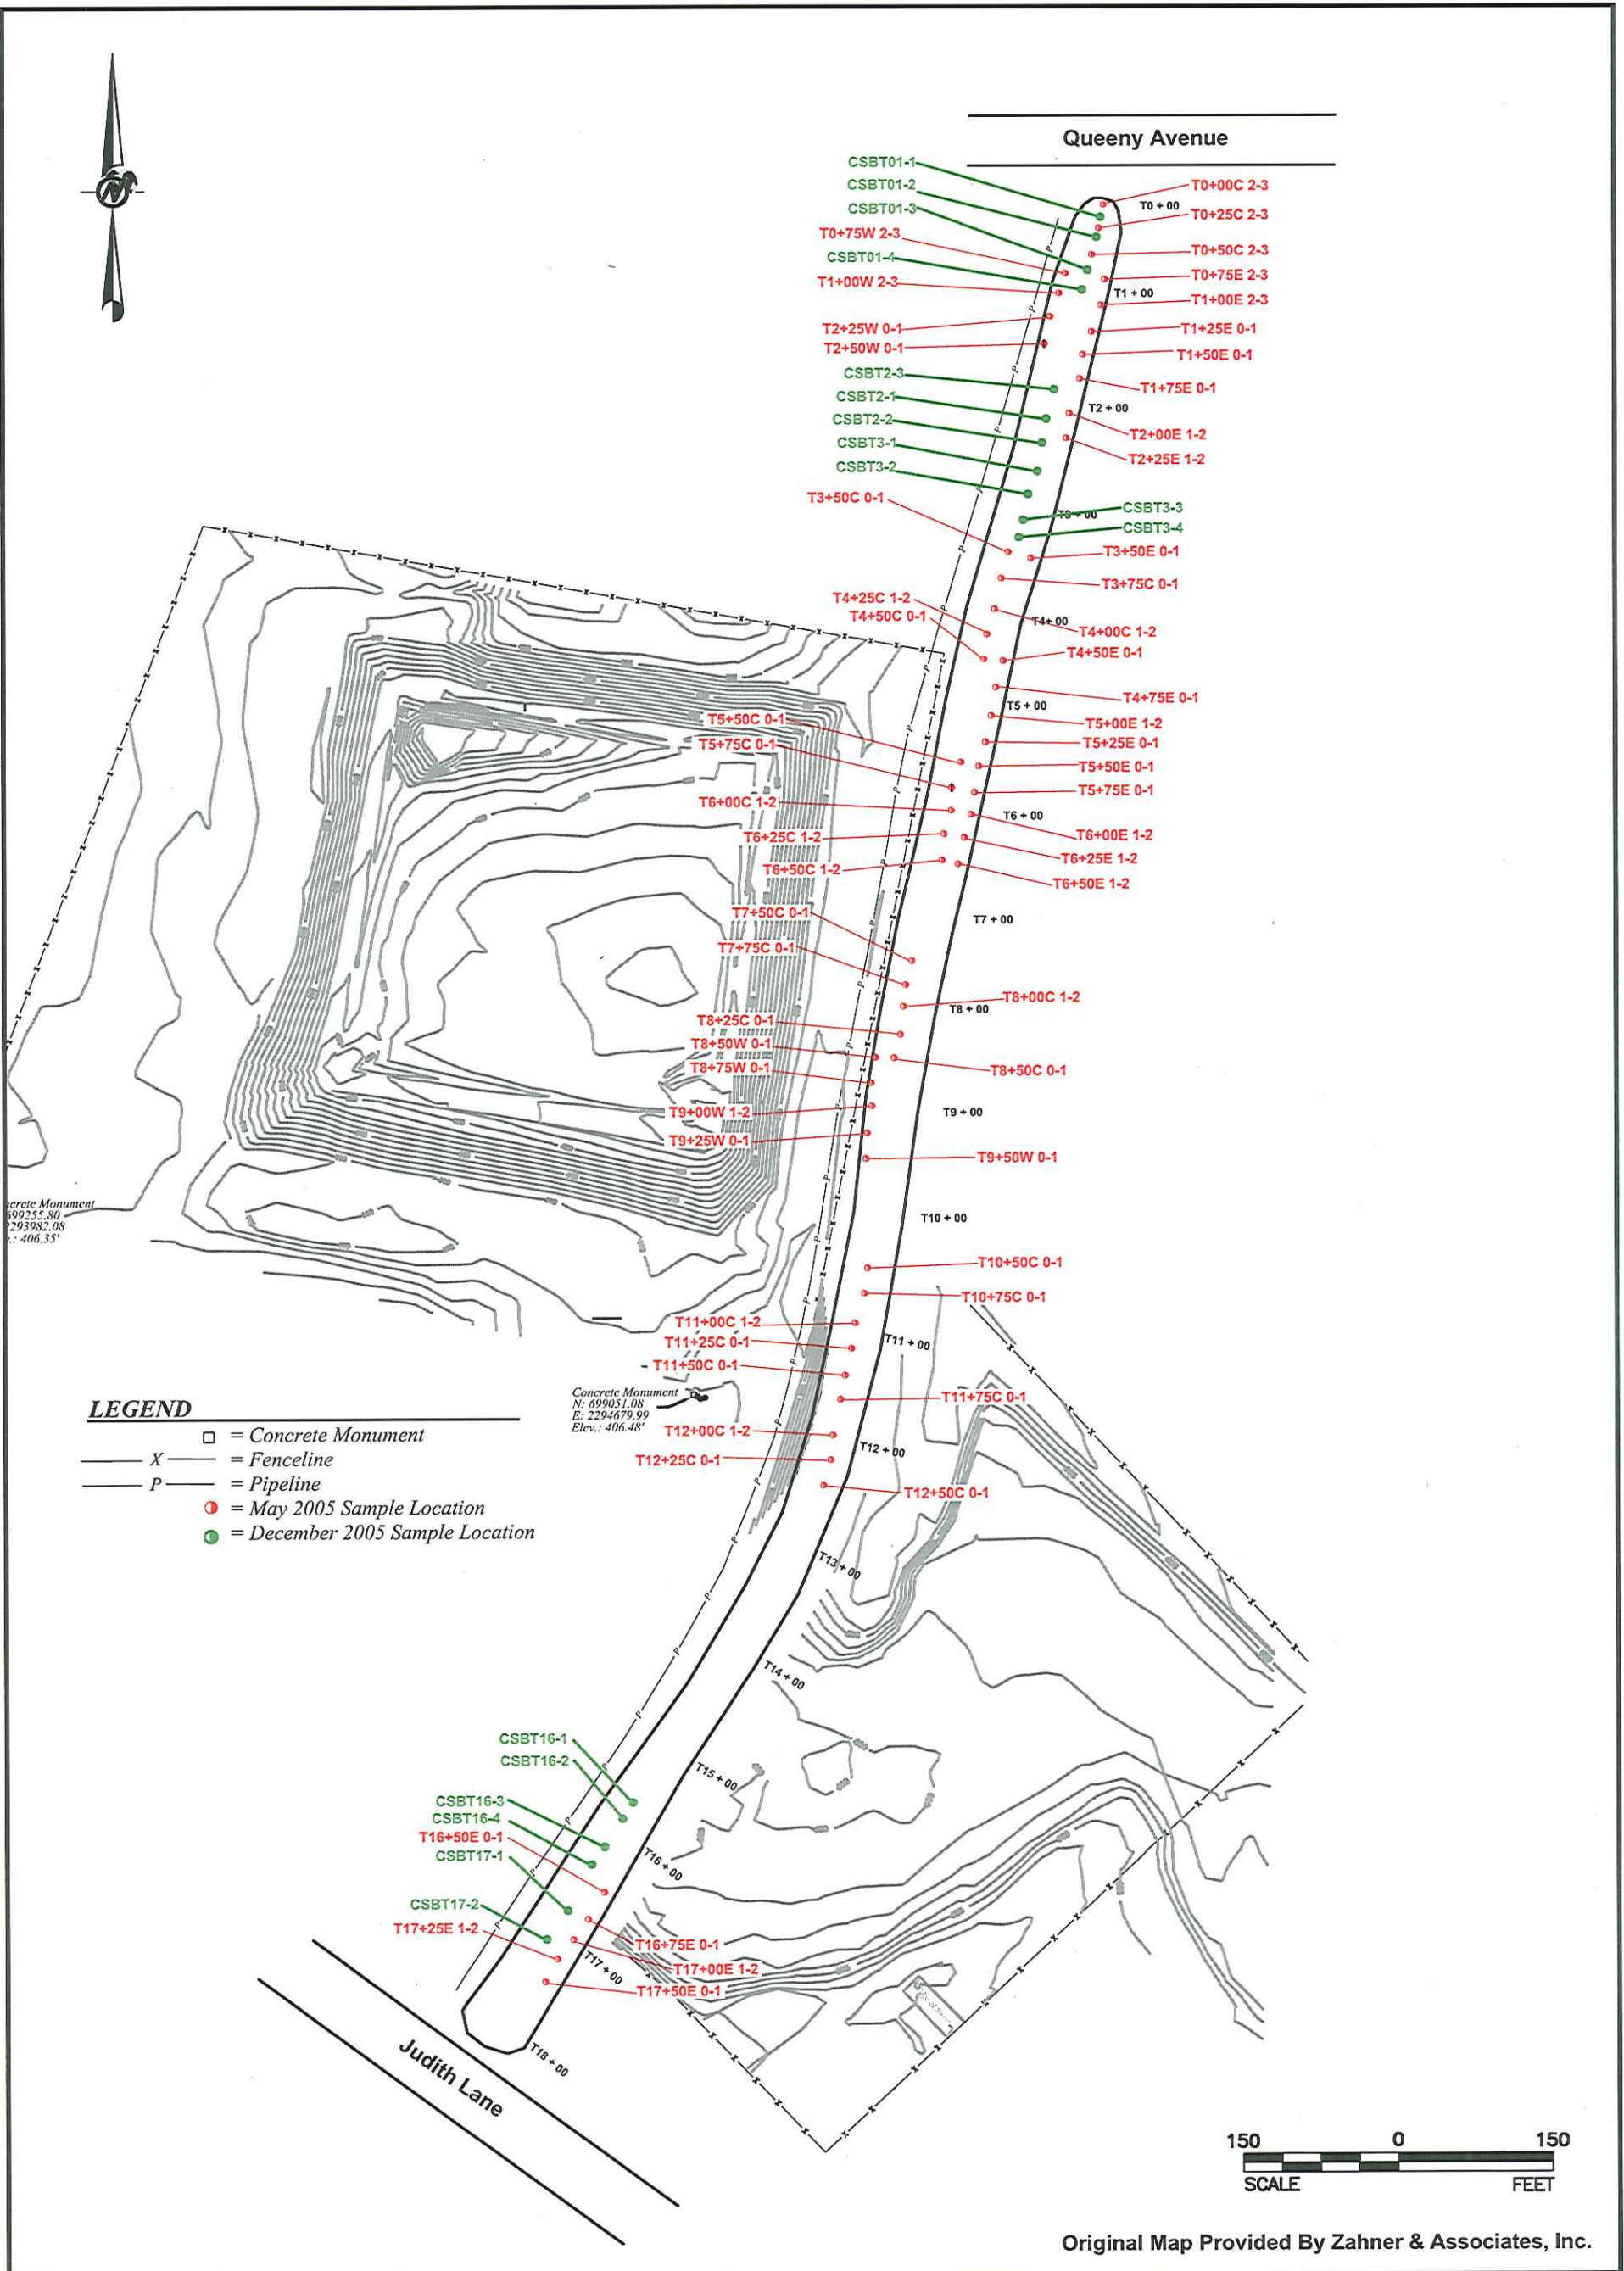 Queeny Avenue
CSBT01-1
CSBT01-2
CSBT01-3
T0+75W 2-3
CSBT01-4
T1+00W 2-3
T2+25W 0-1
T2+50W 0-1
CSBT2-3
CSBT2-1
CSBT2-2
CSBT3-1
CSBT3-2
T3+50C 0-1
T0+00C 2-3
T0 + 00
T0+25C 2-3
T0+50C 2-3
T0+75E 2-3
T1 + 00
T1+00E 2-3
T1+25E 0-1
T1+50E 0-1
T1+75E 0-1
T2 + 00
T2+00E 1-2
T2+25E 1-2
CSBT3-3
T3 + 00
CSBT3-4
T3+50E 0-1
T3+75C 0-1
T4+25C 1-2
T4+50C 0-1
T4+ 00
T4+00C 1-2
T4+50E 0-1
T4+75E 0-1
T5 + 00
T5+00E 1-2
T5+25E 0-1
T5+50E 0-1
T5+75E 0-1
T5+50C 0-1
T5+75C 0-1
T6+00C 1-2
T6+25C 1-2
T6+50C 1-2
T6 + 00
T6+00E 1-2
T6+25E 1-2
T6+50E 1-2
T7+50C 0-1
T7 + 00
T7+75C 0-1
T8+00C 1-2
T8 + 00
T8+25C 0-1
T8+50W 0-1
T8+75W 0-1
T8+50C 0-1
T9+00W 1-2
T9 + 00
T9+25W 0-1
T9+50W 0-1
crete Monument
699255.80
2293982.08
.: 406.35'
T10 + 00
T10+50C 0-1
T10+75C 0-1
T11+00C 1-2
T11+25C 0-1
T11 + 00
T11+50C 0-1
Concrete Monument
N: 699051.08
E: 2294679.99
Elev.: 406.48'
T11+75C 0-1
T12+00C 1-2
T12 + 00
T12+25C 0-1
T12+50C 0-1
LEGEND
= Concrete Monument
X = Fenceline
P = Pipeline
= May 2005 Sample Location
= December 2005 Sample Location
T13 + 00
T14 + 00
CSBT16-1
CSBT16-2
T15 + 00
CSBT16-3
CSBT16-4
T16+50E 0-1
CSBT17-1
T16 + 00
CSBT17-2
T17+25E 1-2
T16+75E 0-1
T17+00E 1-2
T17 + 00
T17+50E 0-1
T18 + 00
Judith Lane
150 0 150
SCALE FEET
Original Map Provided By Zahner & Associates, Inc.